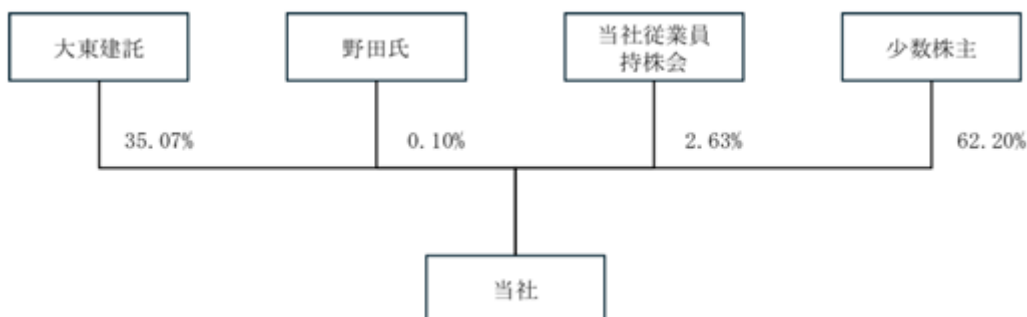 大東建託
野田氏
当社従業員
持株会
少数株主
35.07%
0.10%
2.63%
62.20%
当社